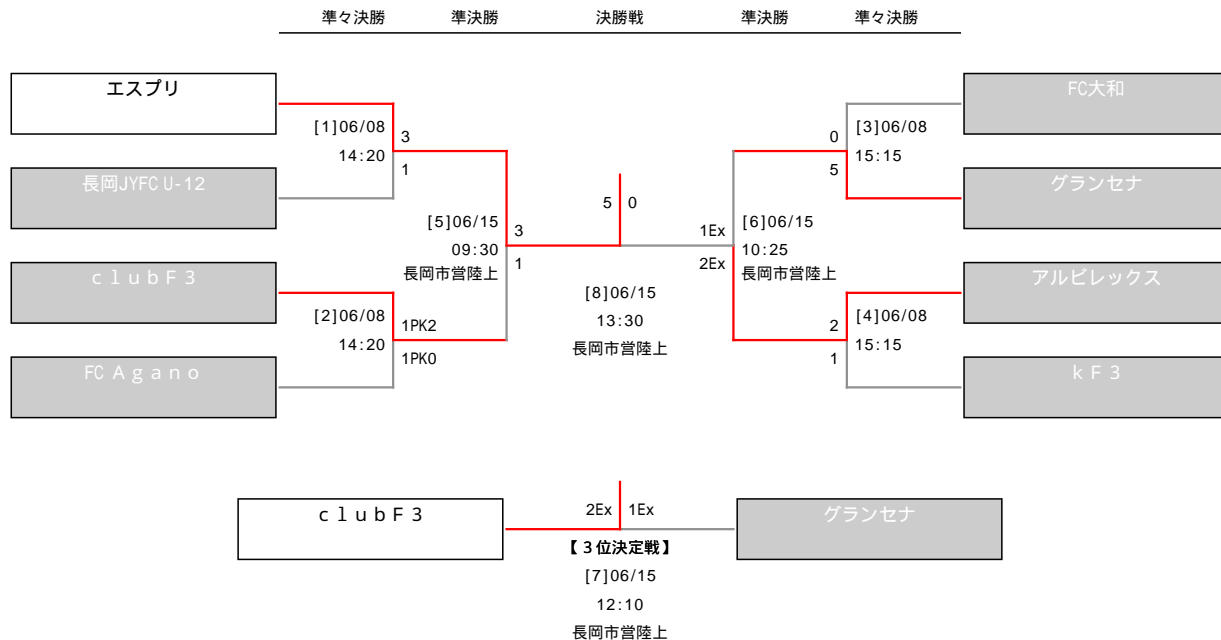 準々決勝 準決勝 決勝戦 準決勝 準々決勝
エスプリ
FC大和
[1]06/08
14:20
3
1
0
5
[3]06/08
15:15
長岡JYFC U-12
グランセナ
[5]06/15
09:30
長岡市営陸上
3
1
5 0
1Ex
2Ex
[6]06/15
10:25
長岡市営陸上
ｃｌｕｂＦ３
アルビレックス
[8]06/15
13:30
長岡市営陸上
[2]06/08
14:20
1PK2
1PK0
2
1
[4]06/08
15:15
FC Ａｇａｎｏ
ｋＦ３
ｃｌｕｂＦ３
2Ex 1Ex
グランセナ
【３位決定戦】
[7]06/15
12:10
長岡市営陸上